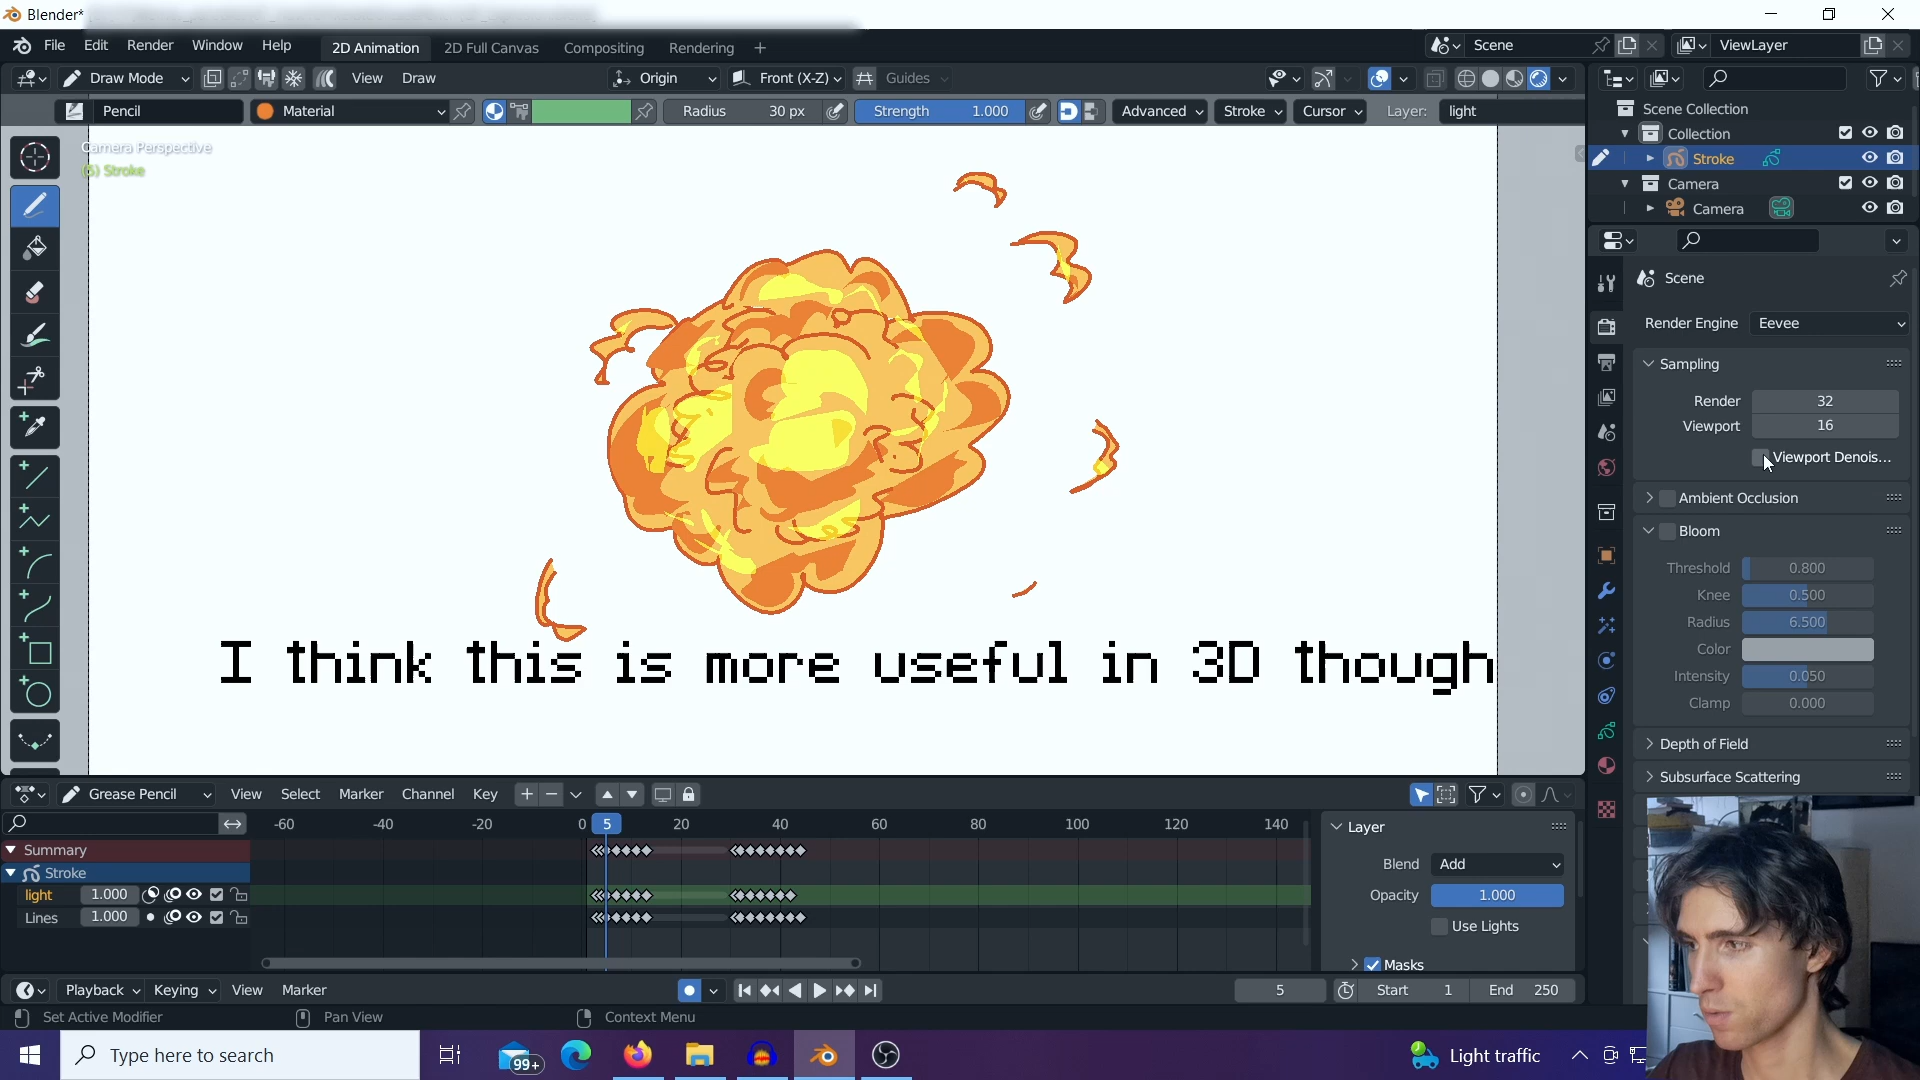 Blender*
File Edit Render Window Help 2D Animation 2D Full Canvas Compositing Rendering + Scene ViewLayer
Draw Mode View Draw Origin Front (X-Z) Guides
Pencil Material Radius 30 px Strength 1.000 Advanced Stroke Cursor Layer: light
Scene Collection
Collection
Stroke
Camera
Camera
Camera Perspective
(5) Stroke
Scene
Render Engine Eevee
Sampling
Render 32
Viewport 16
Viewport Denois...
Ambient Occlusion
Bloom
Threshold 0.800
Knee 0.500
Radius 6.500
Color
Intensity 0.050
Clamp 0.000
Depth of Field
Subsurface Scattering
I think this is more useful in 3D though
Grease Pencil View Select Marker Channel Key
-60 -40 -20 0 5 20 40 60 80 100 120 140
Summary
Stroke
light 1.000
Lines 1.000
Layer
Blend Add
Opacity 1.000
Use Lights
Masks
Playback Keying View Marker 5 Start 1 End 250
Set Active Modifier Pan View Context Menu
Type here to search 99+ Light traffic